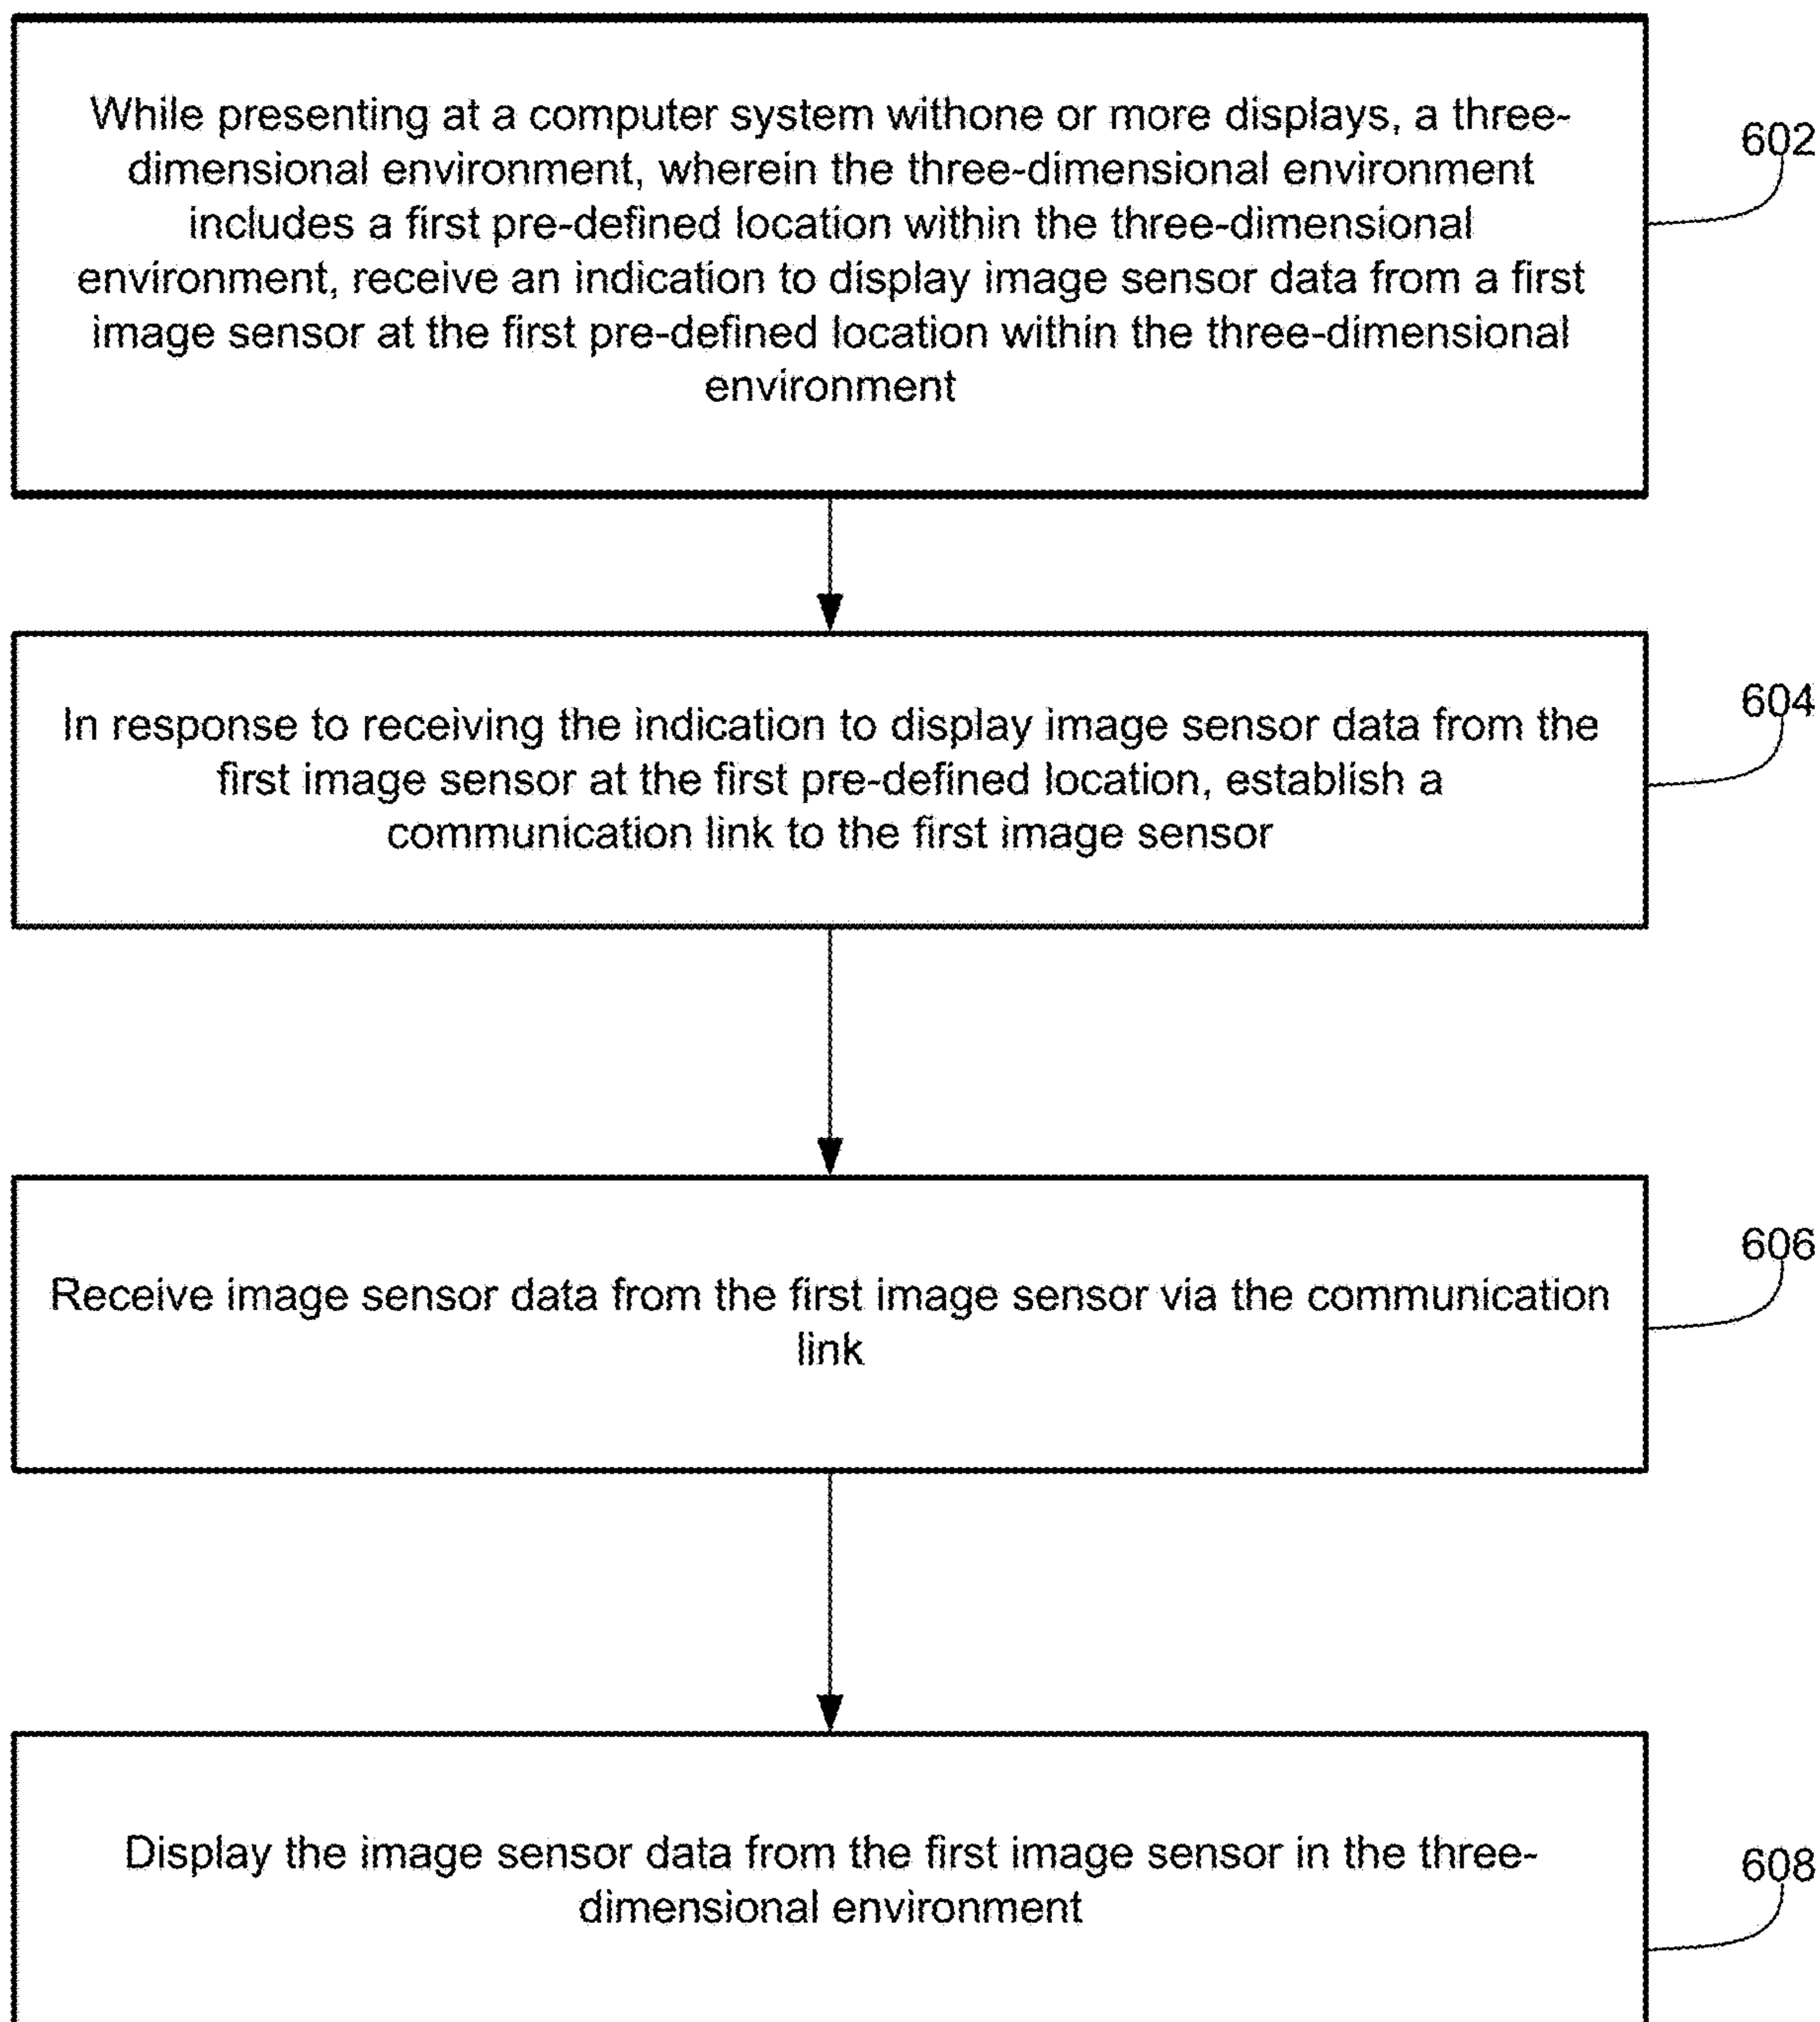 While presenting at a computer system withone or more displays, a three-
dimensional environment, wherein the three-dimensional environment
includes a first pre-defined location within the three-dimensional
environment, receive an indication to display image sensor data from a first
image sensor at the first pre-defined location within the three-dimensional
environment
602
In response to receiving the indication to display image sensor data from the
first image sensor at the first pre-defined location, establish a
communication link to the first image sensor
604
Receive image sensor data from the first image sensor via the communication
link
606
Display the image sensor data from the first image sensor in the three-
dimensional environment
608